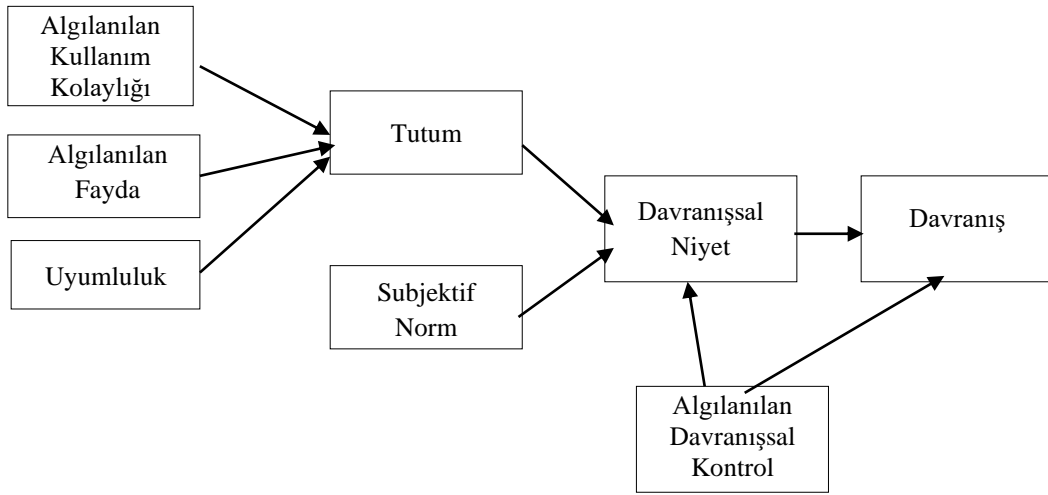 Algılanılan
Kullanım
Kolaylığı
Algılanılan
Fayda
Uyumluluk
Tutum
Subjektif
Norm
Davranışsal
Niyet
Davranış
Algılanılan
Davranışsal
Kontrol